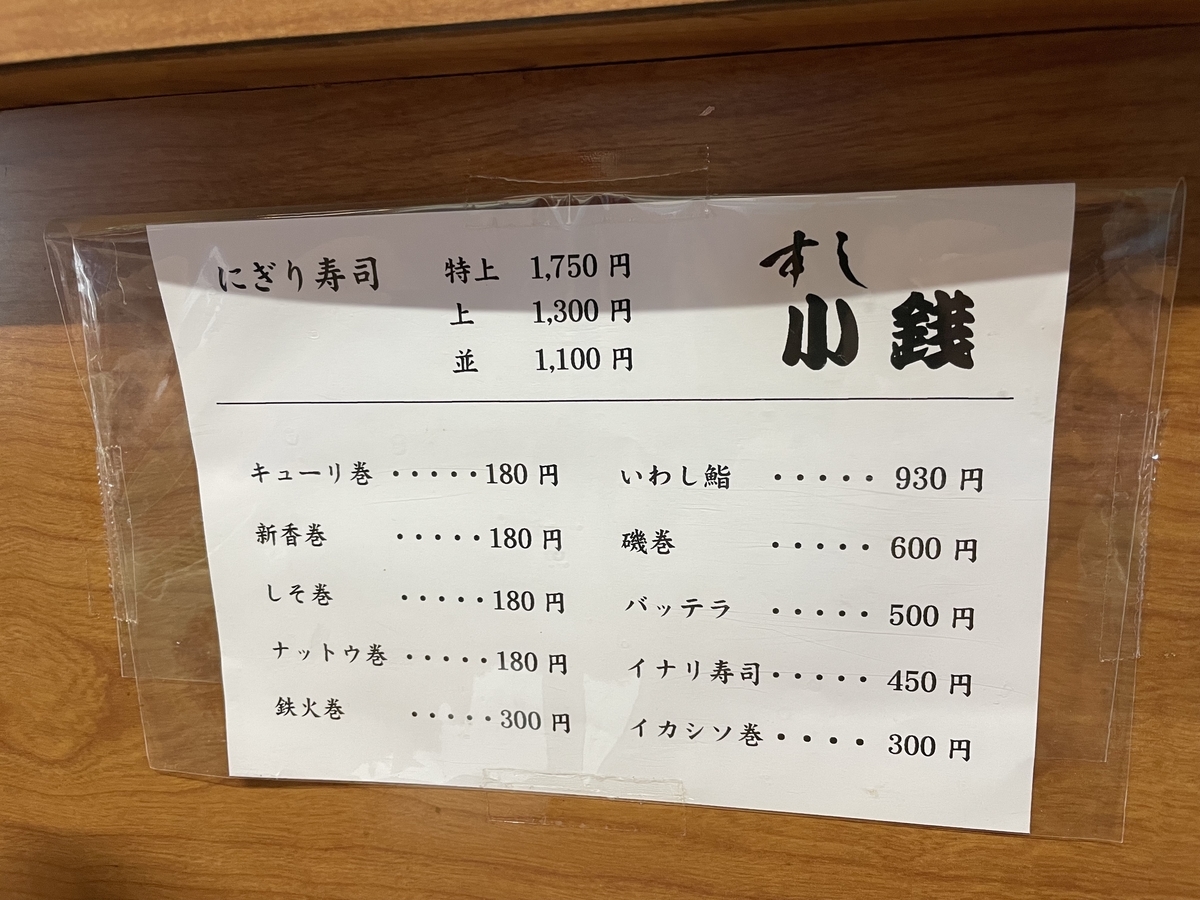 にぎり寿司 特上 1,750 円
上 1,300 円
並 1,100 円
すし
小銭
キューリ巻 ・・・・・180 円
新香巻 ・・・・・180 円
しそ巻 ・・・・・180 円
ナットウ巻 ・・・・・180 円
鉄火巻 ・・・・・300 円
いわし鮨 ・・・・・ 930 円
磯巻 ・・・・・ 600 円
バッテラ ・・・・・ 500 円
イナリ寿司・・・・・ 450 円
イカシソ巻・・・・ 300 円